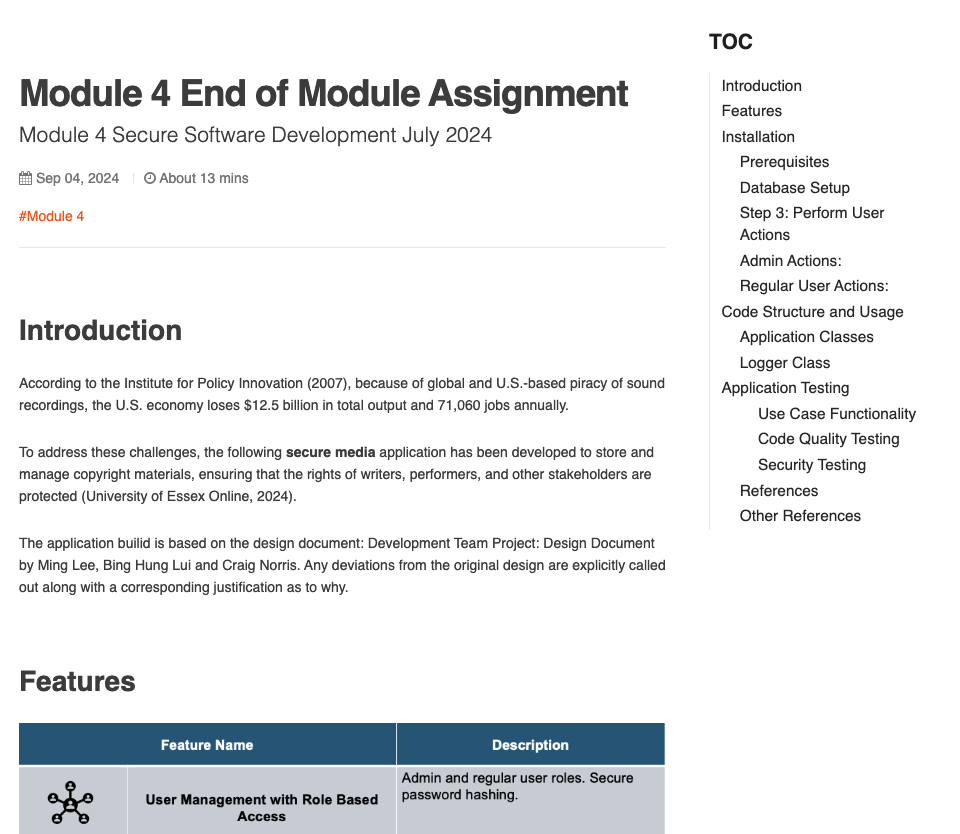 Module 4 End of Module Assignment
Module 4 Secure Software Development July 2024
Sep 04, 2024
About 13 mins
#Module 4
Introduction
According to the Institute for Policy Innovation (2007), because of global and U.S.-based piracy of sound
recordings, the U.S. economy loses $12.5 billion in total output and 71,060 jobs annually.
To address these challenges, the following secure media application has been developed to store and
manage copyright materials, ensuring that the rights of writers, performers, and other stakeholders are
protected (University of Essex Online, 2024).
The application builid is based on the design document: Development Team Project: Design Document
by Ming Lee, Bing Hung Lui and Craig Norris. Any deviations from the original design are explicitly called
out along with a corresponding justification as to why.
Features
Feature Name
Description
User Management with Role Based
Access
Admin and regular user roles. Secure
password hashing.
TOC
Introduction
Features
Installation
Prerequisites
Database Setup
Step 3: Perform User
Actions
Admin Actions:
Regular User Actions:
Code Structure and Usage
Application Classes
Logger Class
Application Testing
Use Case Functionality
Code Quality Testing
Security Testing
References
Other References